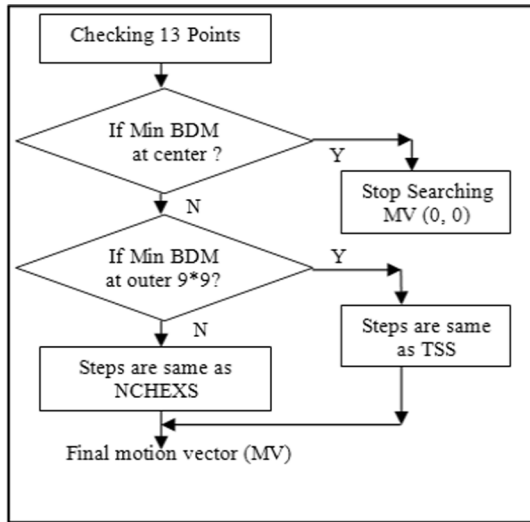 Checking 13 Points
If Min BDM
at center ?
Y
Stop Searching
MV (0, 0)
N
If Min BDM
at outer 9*9?
Y
Steps are same
as TSS
N
Steps are same as
NCHEXS
Final motion vector (MV)